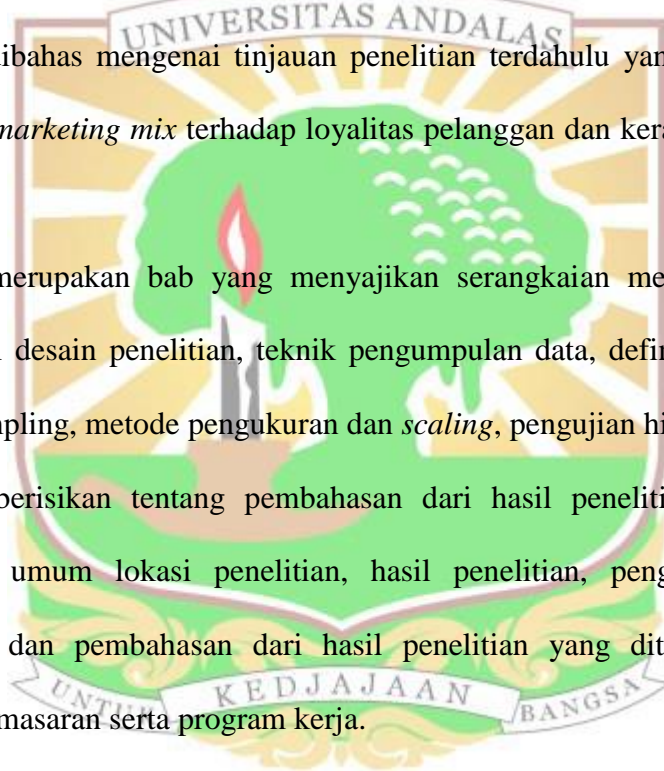 UNIVERSITAS ANDALAS
dibahas mengenai tinjauan penelitian terdahulu yan
marketing mix terhadap loyalitas pelanggan dan kera
merupakan bab yang menyajikan serangkaian me
desain penelitian, teknik pengumpulan data, defin
pling, metode pengukuran dan scaling, pengujian hi
berisikan tentang pembahasan dari hasil peneliti
umum lokasi penelitian, hasil penelitian, peng
dan pembahasan dari hasil penelitian yang dit
UNTUK KEDJAJAAN BANGSA
masaran serta program kerja.